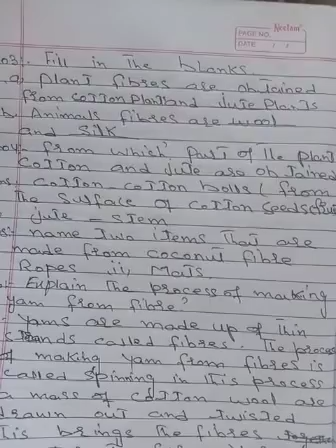 Neelam
PAGE NO.
DATE / /
03. Fill in The blanks
a. Plant fibres are obtained
from cotton plant and jute Plants
b. Animals fibres are wool
and silk
from which part of the plant
cotton and jute are obtained
cotton - cotton bolls ( from
The surface of cotton seeds
jute - stem
name Two items That are
made from coconut fibre
Ropes ii, Mats.
Explain The process of making
yarn from fibre?
Yarns are made up of Thin
strands called fibres. The process
of making yarn from fibres is
called spinning in Tis process
a mass of cotton wool are
drawn out and Twisted
Tis brings The fibres